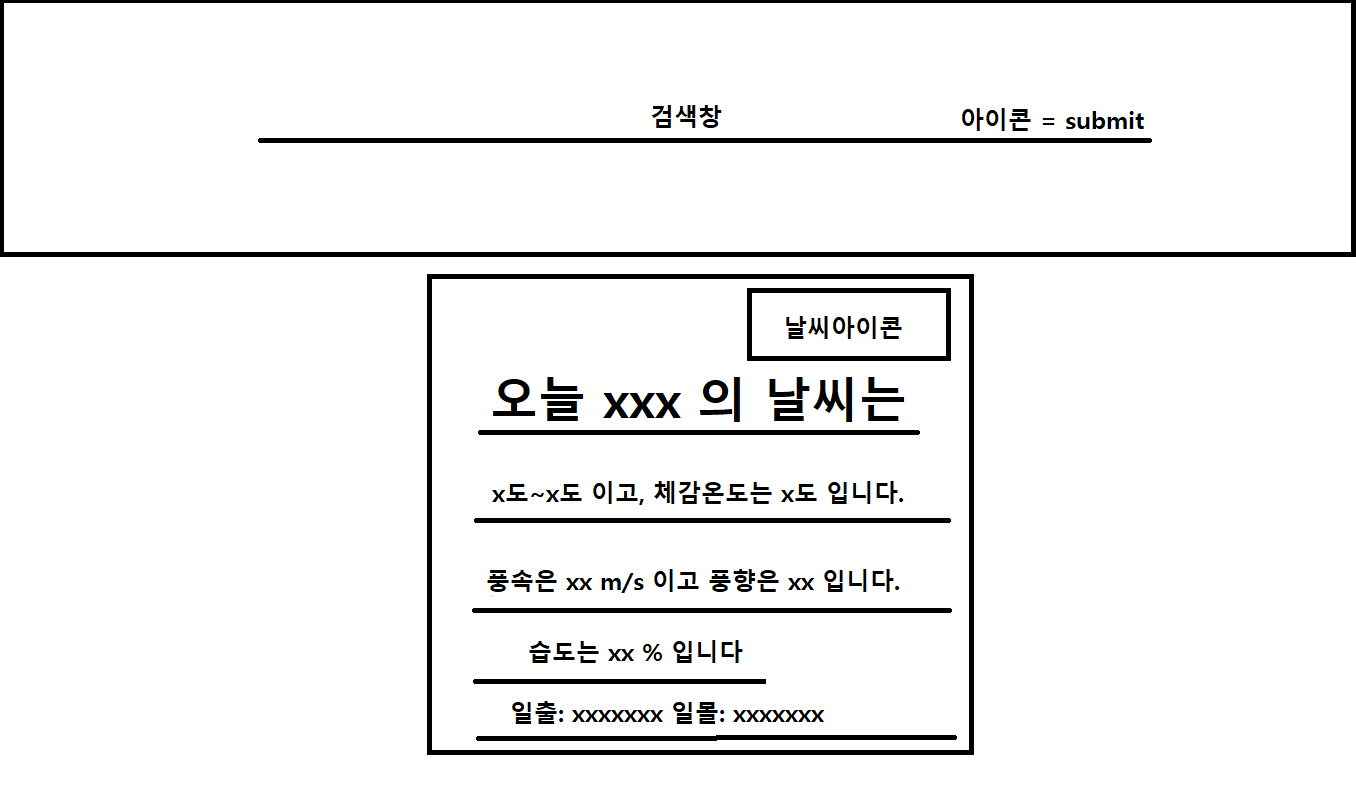 검색창 아이콘 = submit
날씨아이콘
오늘 xxx 의 날씨는
x도~x도 이고, 체감온도는 x도 입니다.
풍속은 xx m/s 이고 풍향은 xx 입니다.
습도는 xx % 입니다
일출: xxxxxxx 일몰: xxxxxxx